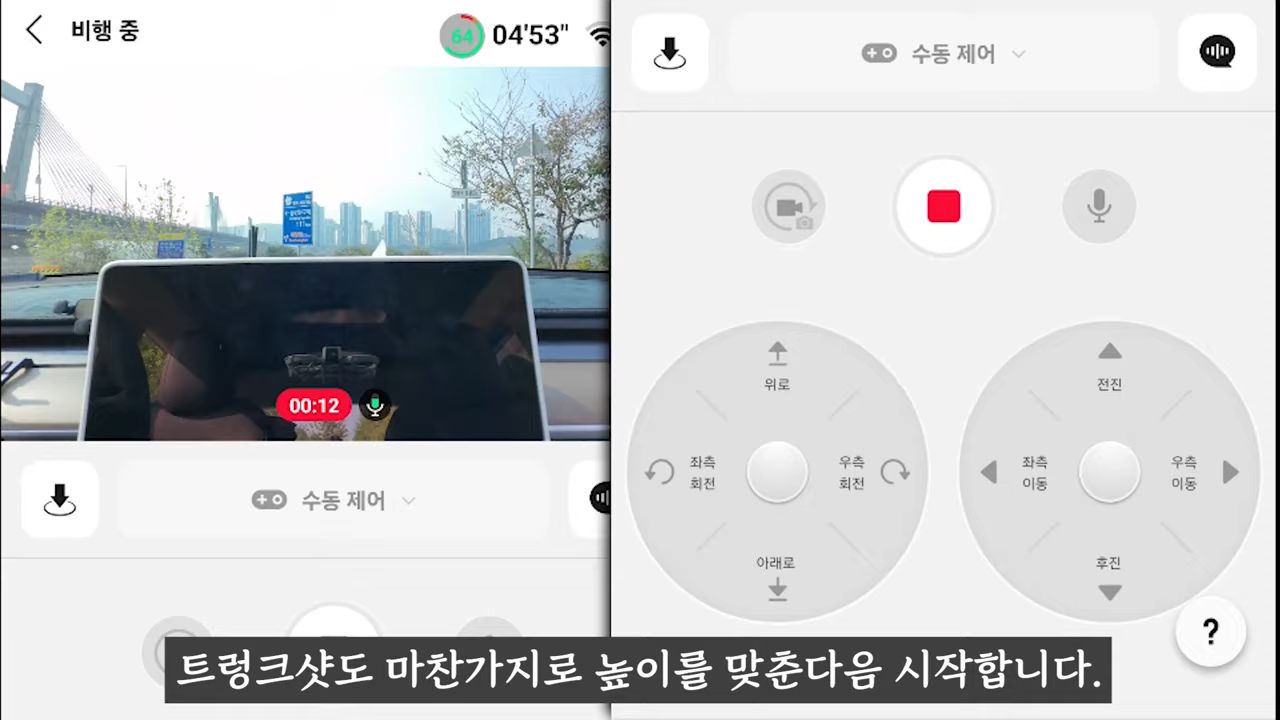 비행 중
64
04'53"
00:12
수동 제어
수동 제어
위로
좌측
회전
우측
회전
아래로
전진
좌측
이동
우측
이동
후진
?
트렁크샷도 마찬가지로 높이를 맞춘다음 시작합니다.